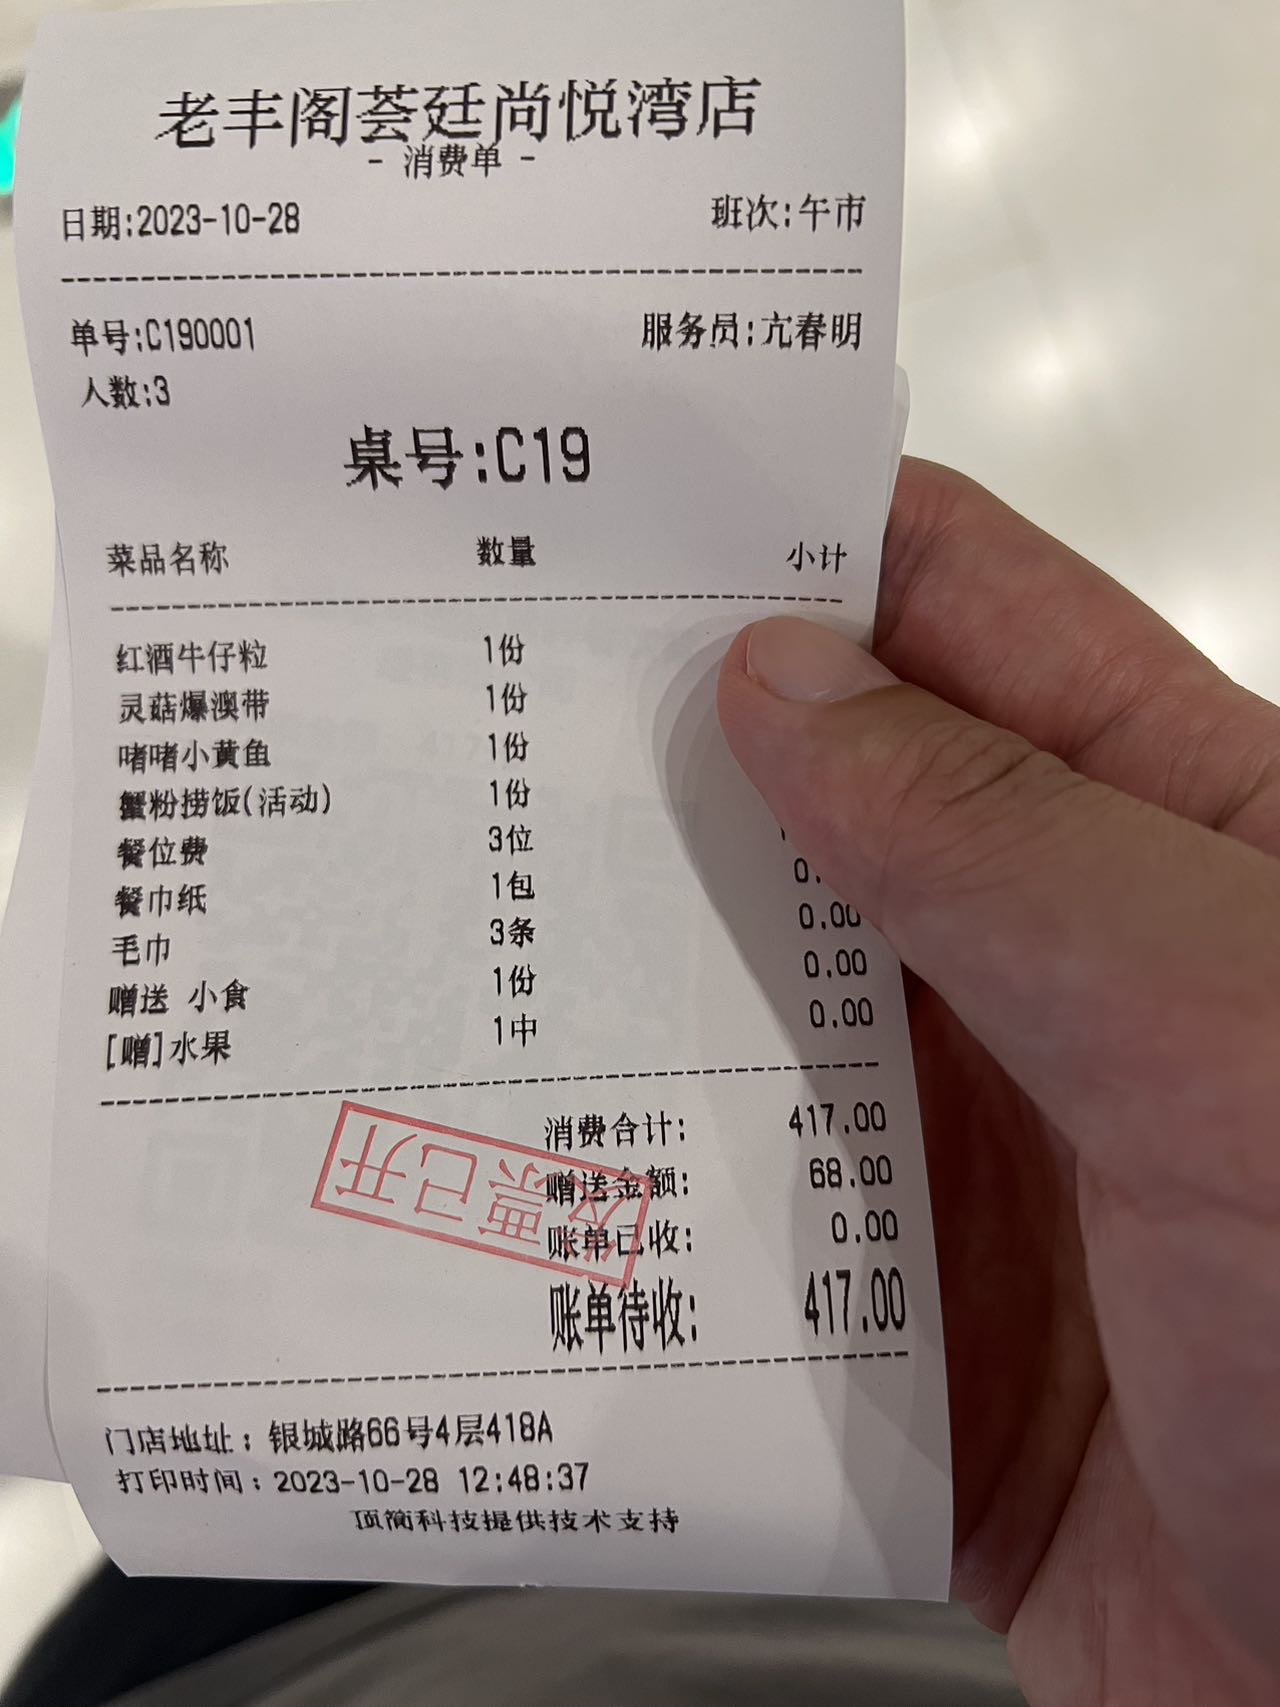 老丰阁荟廷尚悦湾店
- 消费单 -
日期:2023-10-28 班次:午市
单号:C190001 服务员:亢春明
人数:3
桌号:C19
菜品名称 数量 小计
红酒牛仔粒 1份
灵菇爆澳带 1份
啫啫小黄鱼 1份
蟹粉捞饭(活动) 1份
餐位费 3位
餐巾纸 1包 0.
毛巾 3条 0.00
赠送 小食 1份 0.00
[赠]水果 1中 0.00
消费合计: 417.00
赠送金额: 68.00
账单已收: 0.00
账单待收: 417.00
发票已开
门店地址: 银城路66号4层418A
打印时间: 2023-10-28 12:48:37
顶简科技提供技术支持